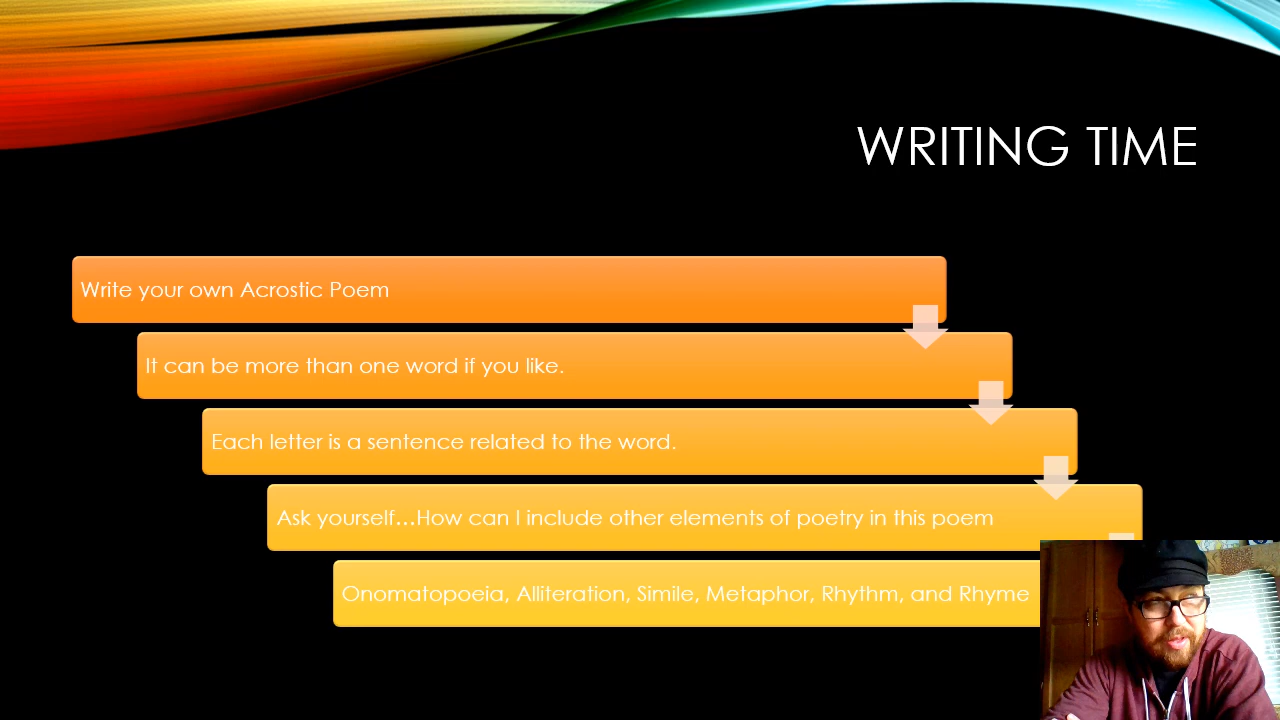 WRITING TIME
Write your own Acrostic Poem
It can be more than one word if you like.
Each letter is a sentence related to the word.
Ask yourself...How can I include other elements of poetry in this poem
Onomatopoeia, Alliteration, Simile, Metaphor, Rhythm, and Rhyme